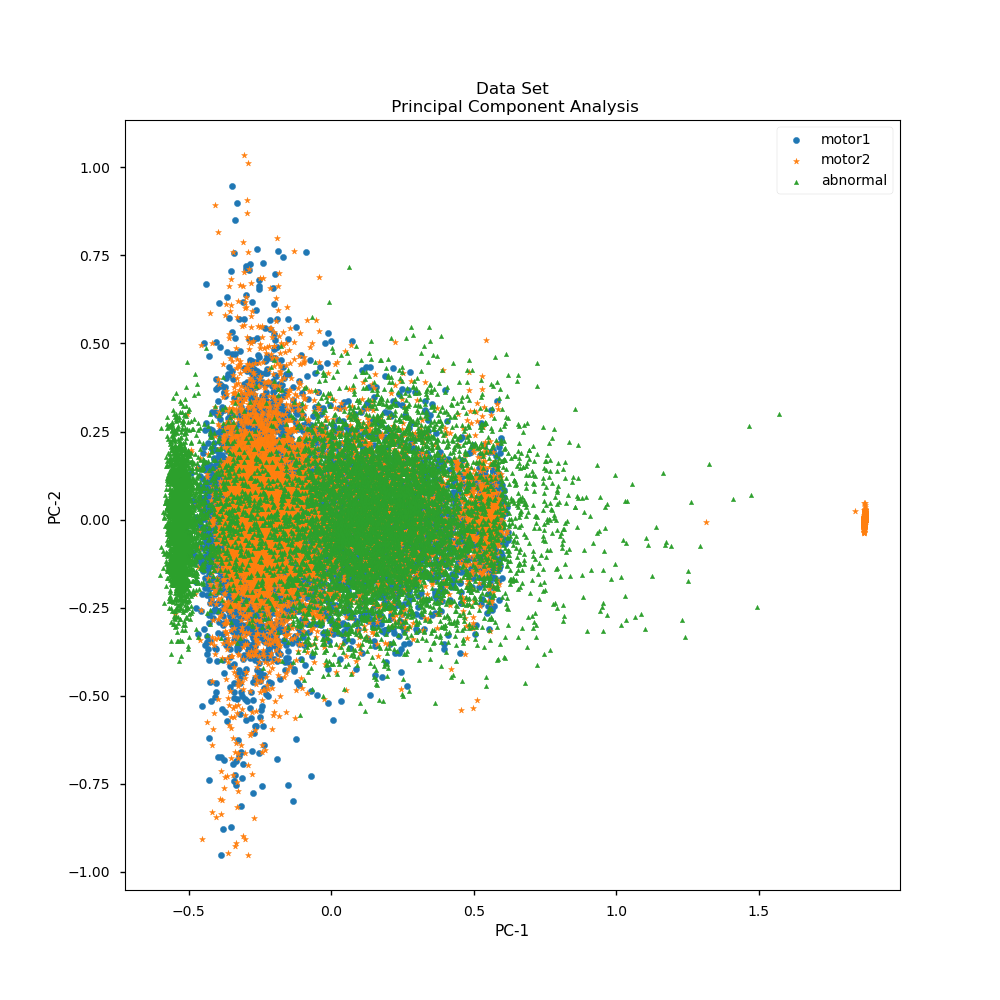 Data Set
Principal Component Analysis
motor1
motor2
abnormal
1.00
0.75
0.50
0.25
0.00
−0.25
−0.50
−0.75
−1.00
PC-2
−0.5
0.0
0.5
1.0
1.5
PC-1